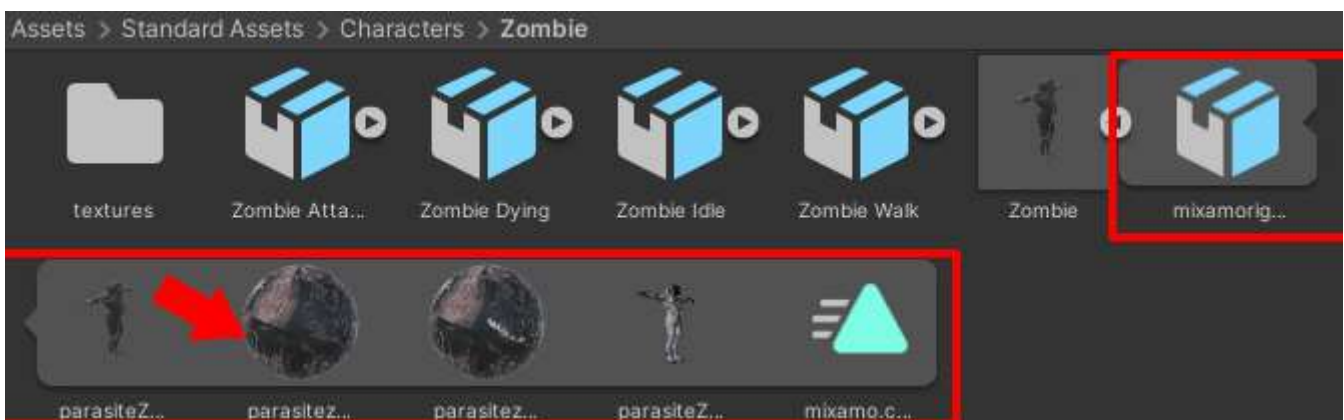 Assets > Standard Assets > Characters > Zombie
textures Zombie Atta... Zombie Dying Zombie Idle Zombie Walk Zombie mixamorig...
parasiteZ... parasitez... parasitez... parasiteZ... mixamo.c...